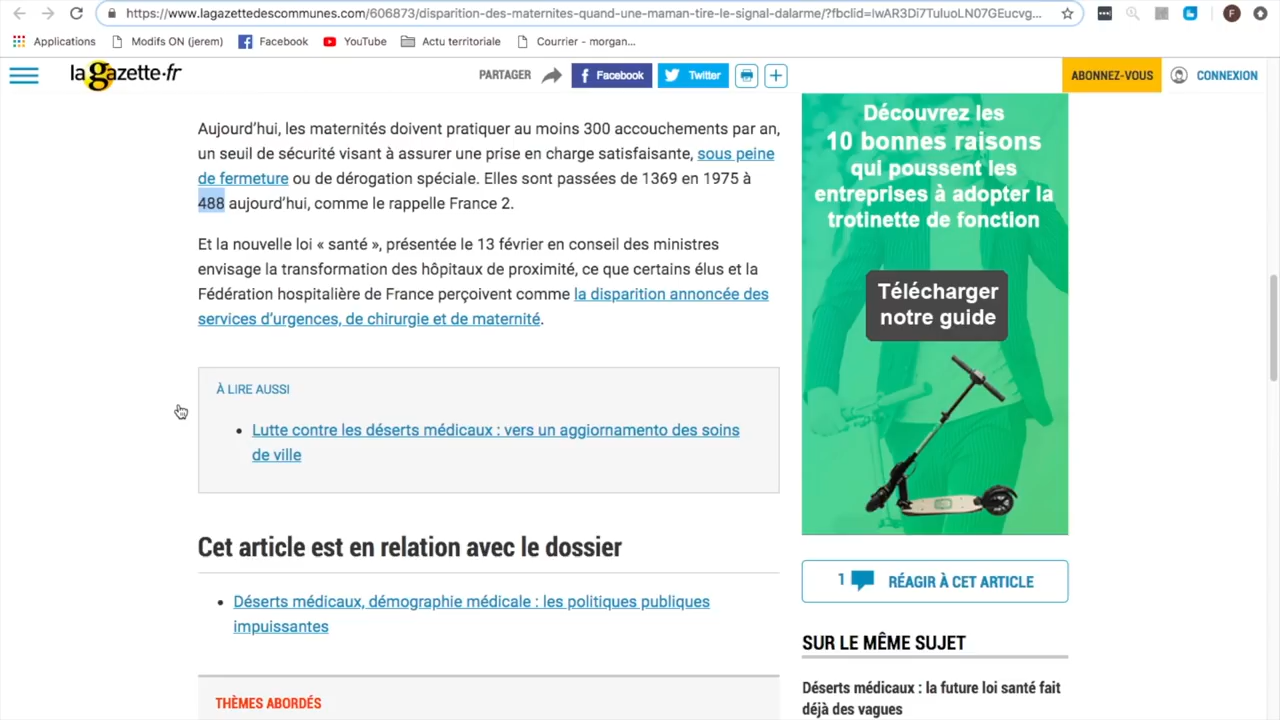 https://www.lagazettedescommunes.com/606873/disparition-des-maternites-quand-une-maman-tire-le-signal-dalarme/?fbclid=IwAR3Di7TuluoLN07GEucvg...
F
Applications
Modifs ON (jerem)
Facebook
YouTube
Actu territoriale
Courrier - morgan...
la gazette.fr
PARTAGER
Facebook
Twitter
ABONNEZ-VOUS
CONNEXION
Aujourd'hui, les maternités doivent pratiquer au moins 300 accouchements par an,
un seuil de sécurité visant à assurer une prise en charge satisfaisante, sous peine
de fermeture ou de dérogation spéciale. Elles sont passées de 1369 en 1975 à
488 aujourd'hui, comme le rappelle France 2.
Et la nouvelle loi « santé », présentée le 13 février en conseil des ministres
envisage la transformation des hôpitaux de proximité, ce que certains élus et la
Fédération hospitalière de France perçoivent comme la disparition annoncée des
services d'urgences, de chirurgie et de maternité.
À LIRE AUSSI
• Lutte contre les déserts médicaux : vers un aggiornamento des soins
de ville
Cet article est en relation avec le dossier
• Déserts médicaux, démographie médicale : les politiques publiques
impuissantes
THÈMES ABORDÉS
Découvrez les
10 bonnes raisons
qui poussent les
entreprises à adopter la
trotinette de fonction
Télécharger
notre guide
1 RÉAGIR À CET ARTICLE
SUR LE MÊME SUJET
Déserts médicaux : la future loi santé fait
déjà des vagues